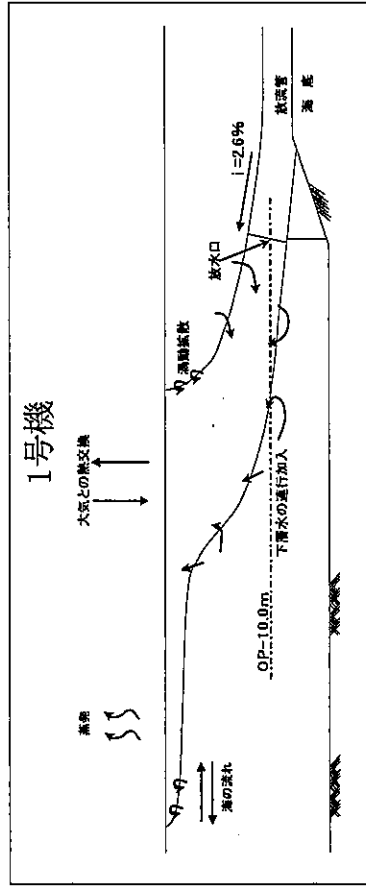 1号機
蒸発
大気との熱交換
渦動拡散
i=2.6%
海の流れ
放水口
放流管
海底
OP-10.0m
下層水の連行加入